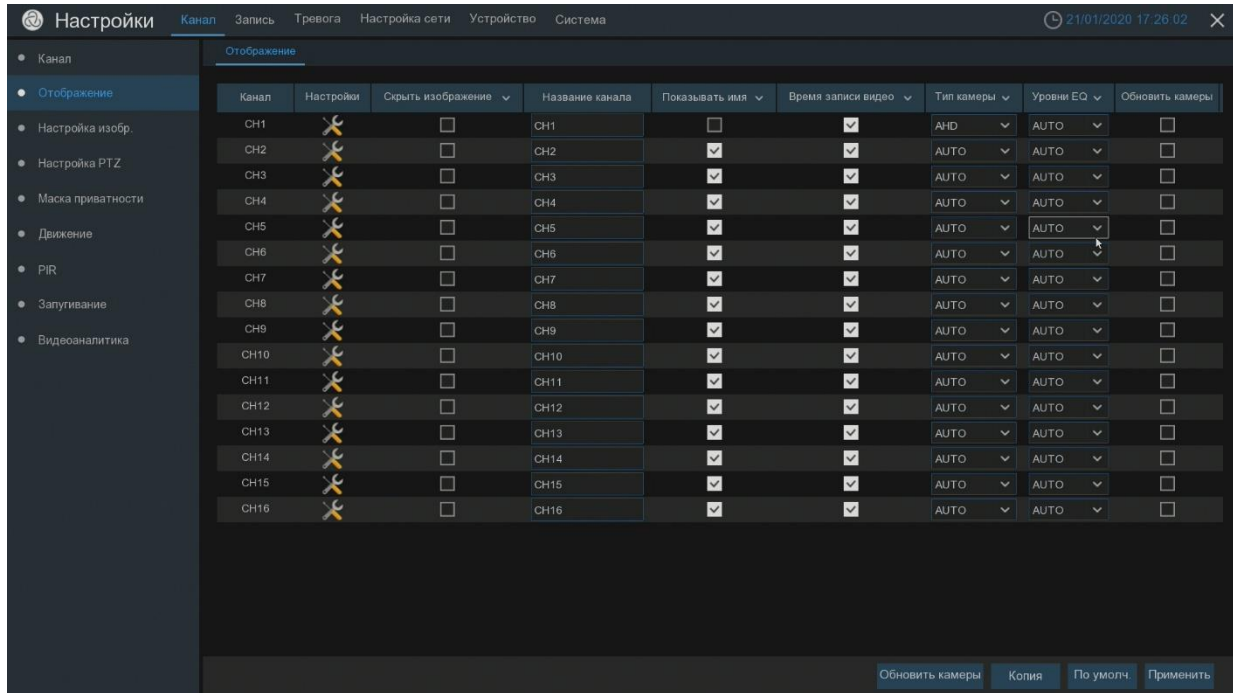 Настройки Канал Запись Тревога Настройка сети Устройство Система 21/01/2020 17:26:02
Канал
Отображение
Настройка изобр.
Настройка PTZ
Маска приватности
Движение
PIR
Запугивание
Видеоаналитика
Отображение
Канал Настройки Скрыть изображение Название канала Показывать имя Время записи видео Тип камеры Уровни EQ Обновить камеры
CH1 CH1 AHD AUTO
CH2 CH2 AUTO AUTO
CH3 CH3 AUTO AUTO
CH4 CH4 AUTO AUTO
CH5 CH5 AUTO AUTO
CH6 CH6 AUTO AUTO
CH7 CH7 AUTO AUTO
CH8 CH8 AUTO AUTO
CH9 CH9 AUTO AUTO
CH10 CH10 AUTO AUTO
CH11 CH11 AUTO AUTO
CH12 CH12 AUTO AUTO
CH13 CH13 AUTO AUTO
CH14 CH14 AUTO AUTO
CH15 CH15 AUTO AUTO
CH16 CH16 AUTO AUTO
Обновить камеры Копия По умолч. Применить